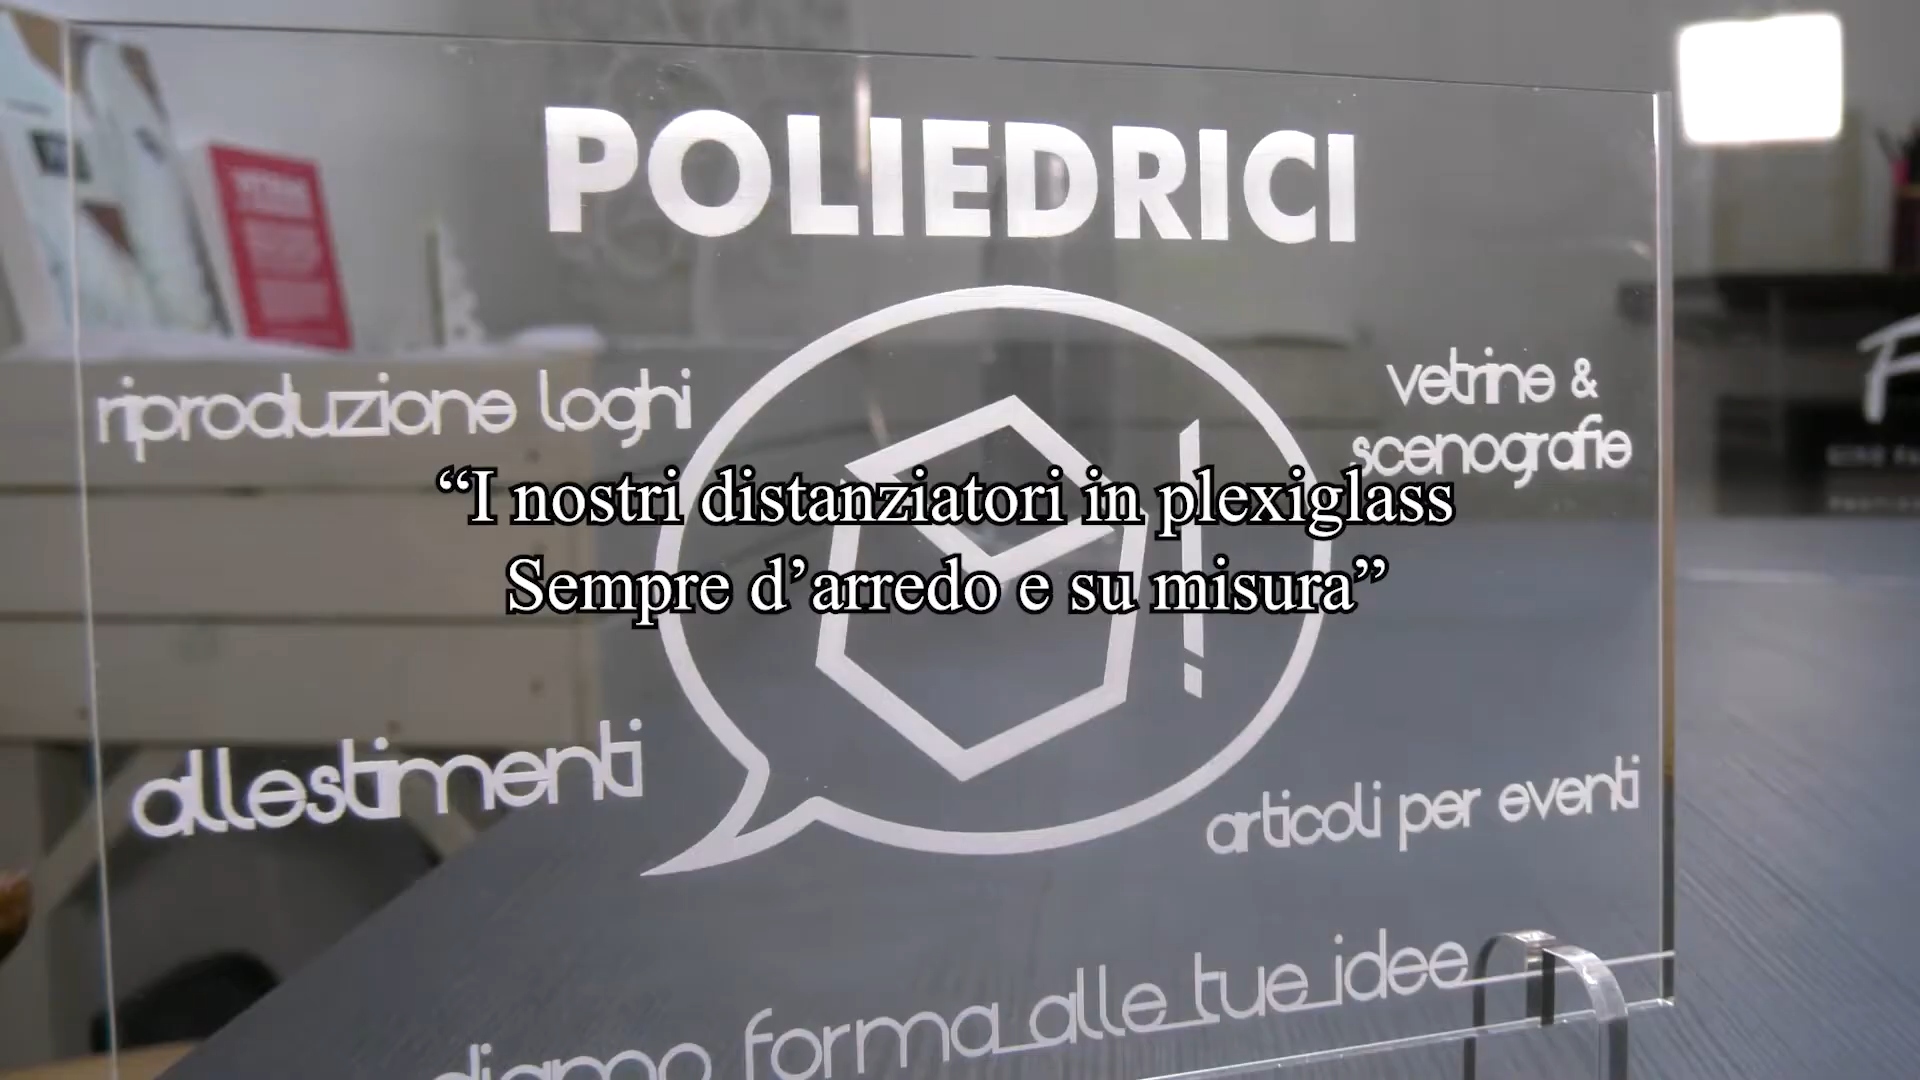 POLIEDRICI
riproduzione loghi
vetrine &
scenografie
!
“I nostri distanziatori in plexiglass
Sempre d’arredo e su misura”
allestimenti
articoli per eventi
diamo forma alle tue idee